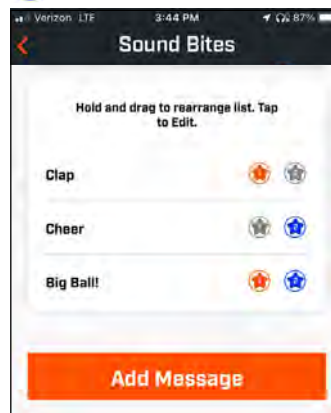 Verizon LTE 3:44 PM 87%
Sound Bites
Hold and drag to rearrange list. Tap
to Edit.
Clap
Cheer
Big Ball!
Add Message